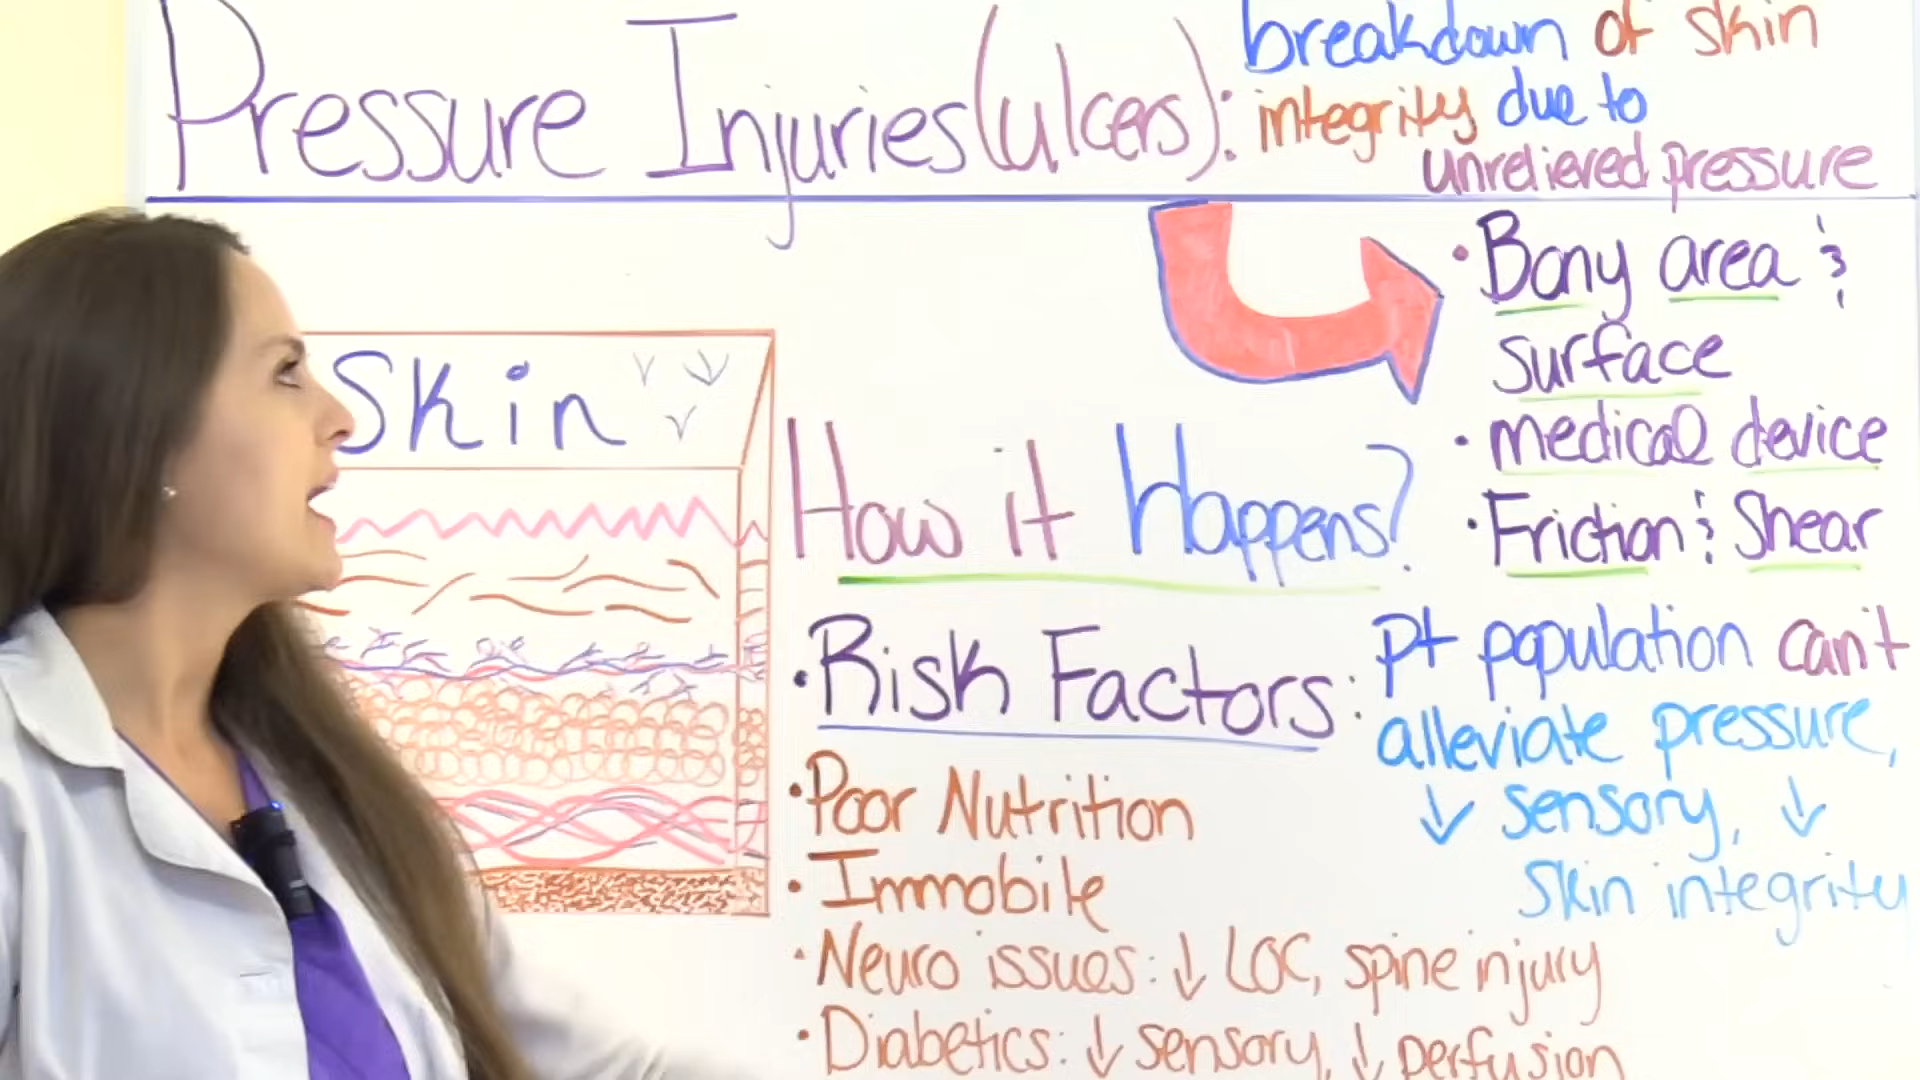 Pressure Injuries (ulcers):
breakdown of skin
integrity due to
unrelieved pressure
• Bony area &
surface
• medical device
• Friction & Shear
Skin
How it Happens?
• Risk Factors:
pt population can't
alleviate pressure,
↓ sensory, ↓
skin integrity
• Poor Nutrition
• Immobile
• Neuro issues: ↓ LOC, spine injury
• Diabetics: ↓ sensory, ↓ perfusion